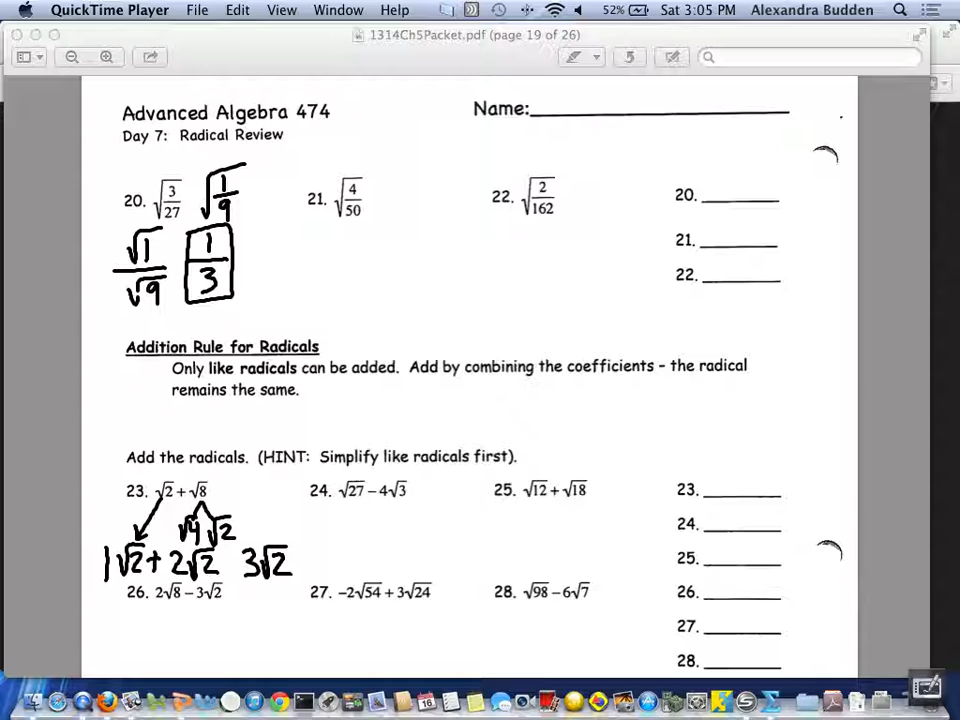 QuickTime Player File Edit View Window Help 52% Sat 3:05 PM Alexandra Budden
1314Ch5Packet.pdf (page 19 of 26)
Advanced Algebra 474 Name:
Day 7: Radical Review
20. √(3/27) √(1/9) 21. √(4/50) 22. √(2/162) 20.
√1/√9 1/3 21.
22.
Addition Rule for Radicals
Only like radicals can be added. Add by combining the coefficients – the radical
remains the same.
Add the radicals. (HINT: Simplify like radicals first).
23. √2 + √8 24. √27 – 4√3 25. √12 + √18 23.
√4 √2 24.
1√2 + 2√2 3√2 25.
26. 2√8 – 3√2 27. –2√54 + 3√24 28. √98 – 6√7 26.
27.
28.